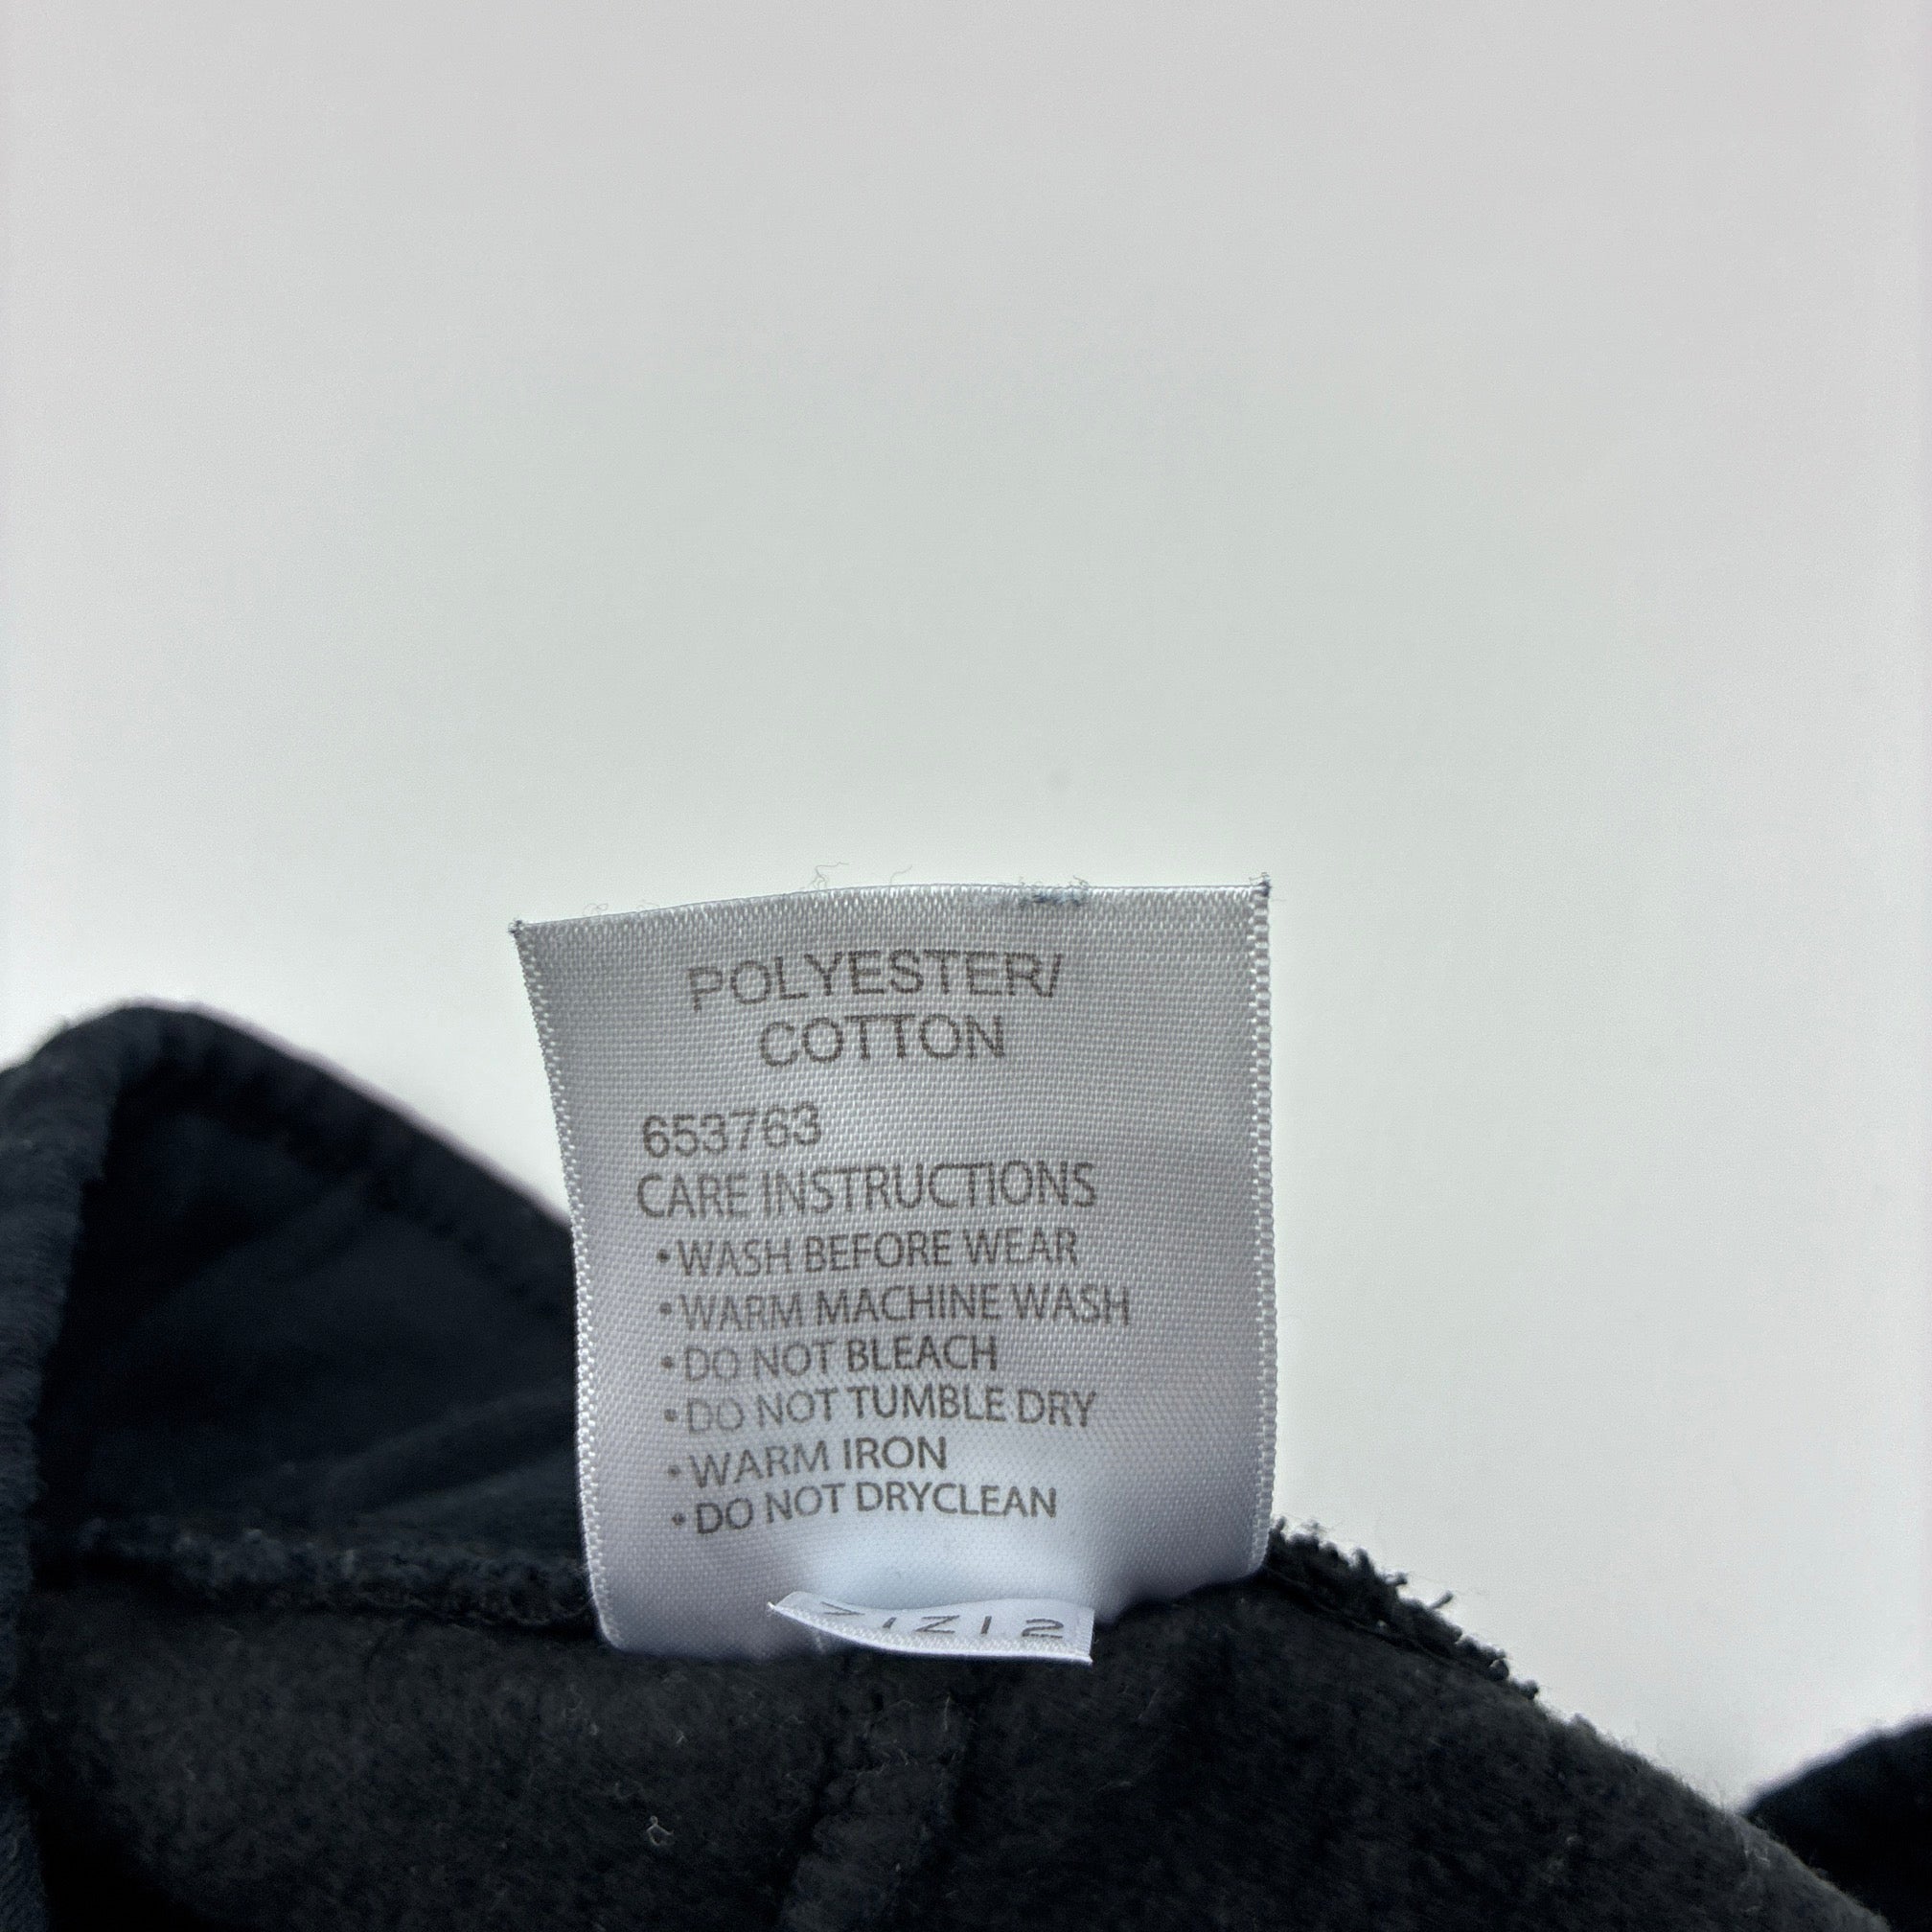 POLYESTER/
COTTON
653763
CARE INSTRUCTIONS
•WASH BEFORE WEAR
•WARM MACHINE WASH
•DO NOT BLEACH
•DO NOT TUMBLE DRY
•WARM IRON
•DO NOT DRYCLEAN